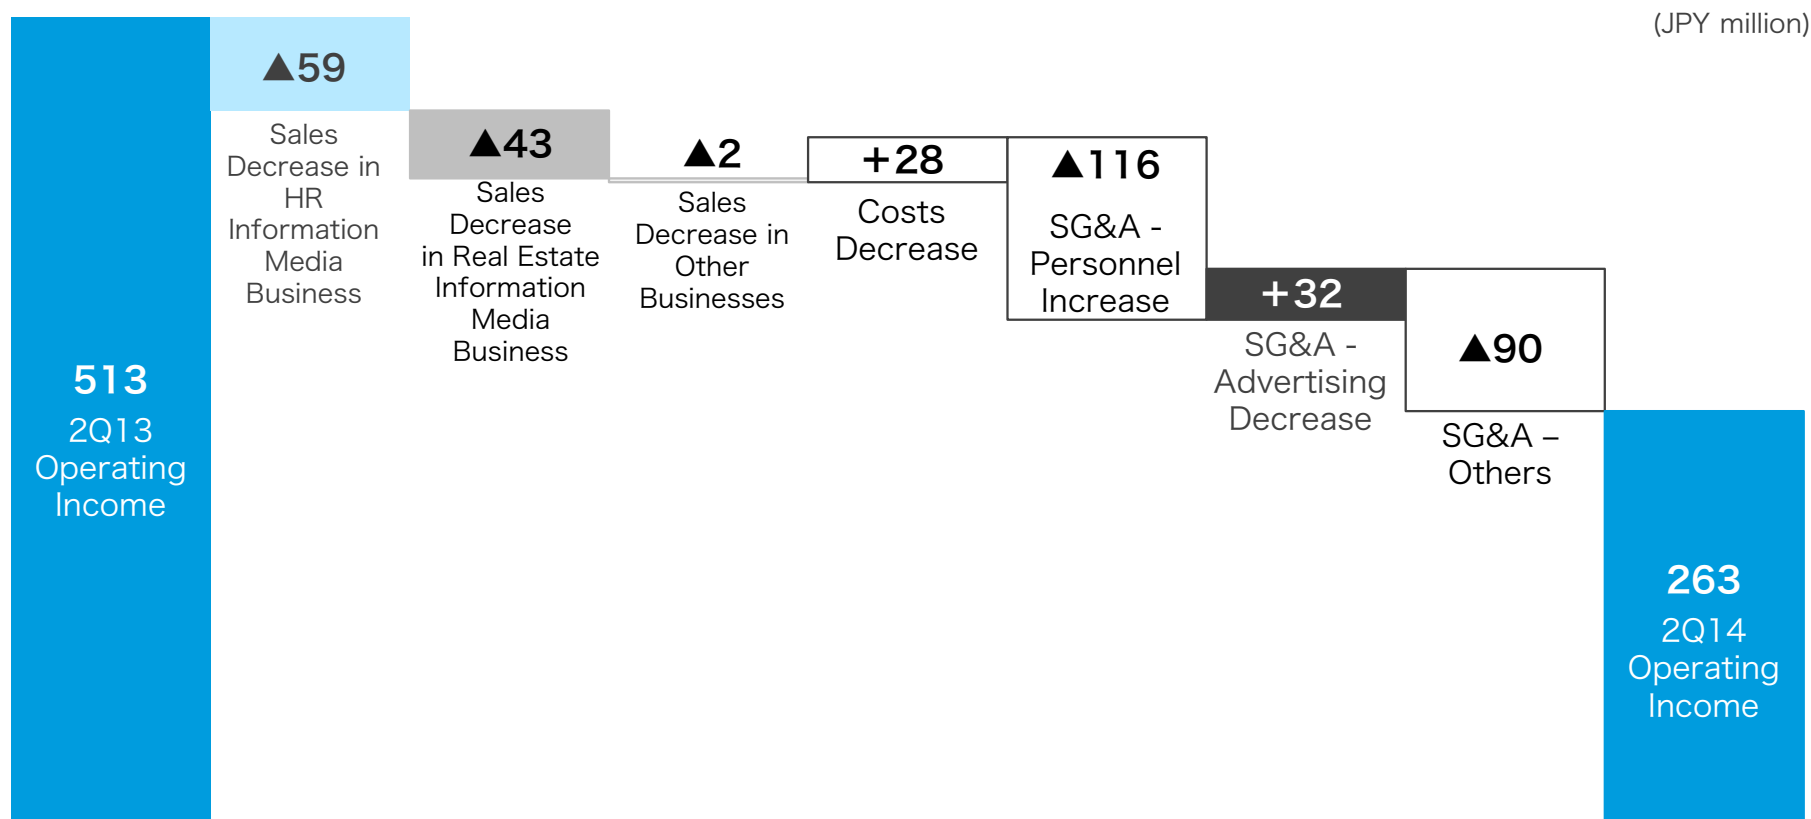 (JPY million)
513
2Q13
Operating
Income
▲59
Sales
Decrease in
HR
Information
Media
Business
▲43
Sales
Decrease
in Real Estate
Information
Media
Business
▲2
Sales
Decrease in
Other
Businesses
+28
Costs
Decrease
▲116
SG&A -
Personnel
Increase
+32
SG&A -
Advertising
Decrease
▲90
SG&A –
Others
263
2Q14
Operating
Income